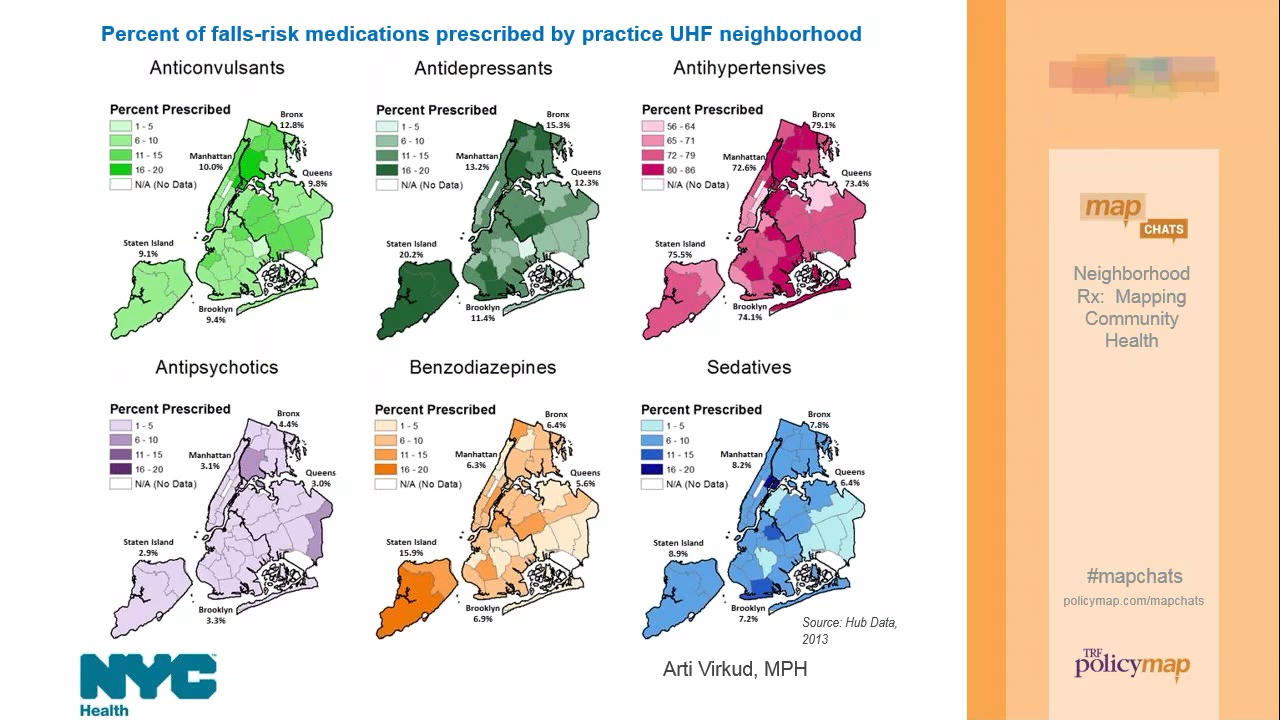 Percent of falls-risk medications prescribed by practice UHF neighborhood
Anticonvulsants
Percent Prescribed
1 - 5
6 - 10
11 - 15
16 - 20
N/A (No Data)
Bronx
12.8%
Manhattan
10.0%
Queens
9.8%
Staten Island
9.1%
Brooklyn
9.4%
Antidepressants
Percent Prescribed
1 - 5
6 - 10
11 - 15
16 - 20
N/A (No Data)
Bronx
15.3%
Manhattan
13.2%
Queens
12.3%
Staten Island
20.2%
Brooklyn
11.4%
Antihypertensives
Percent Prescribed
56 - 64
65 - 71
72 - 79
80 - 86
N/A (No Data)
Bronx
79.1%
Manhattan
72.6%
Queens
73.4%
Staten Island
75.5%
Brooklyn
74.1%
Antipsychotics
Percent Prescribed
1 - 5
6 - 10
11 - 15
16 - 20
N/A (No Data)
Bronx
4.4%
Manhattan
3.1%
Queens
3.0%
Staten Island
2.9%
Brooklyn
3.3%
Benzodiazepines
Percent Prescribed
1 - 5
6 - 10
11 - 15
16 - 20
N/A (No Data)
Bronx
6.4%
Manhattan
6.3%
Queens
5.6%
Staten Island
15.9%
Brooklyn
6.9%
Sedatives
Percent Prescribed
1 - 5
6 - 10
11 - 15
16 - 20
N/A (No Data)
Bronx
7.8%
Manhattan
8.2%
Queens
6.4%
Staten Island
8.9%
Brooklyn
7.2%
Source: Hub Data,
2013
NYC
Health
Arti Virkud, MPH
map
CHATS
Neighborhood
Rx: Mapping
Community
Health
#mapchats
policymap.com/mapchats
TRF
policymap